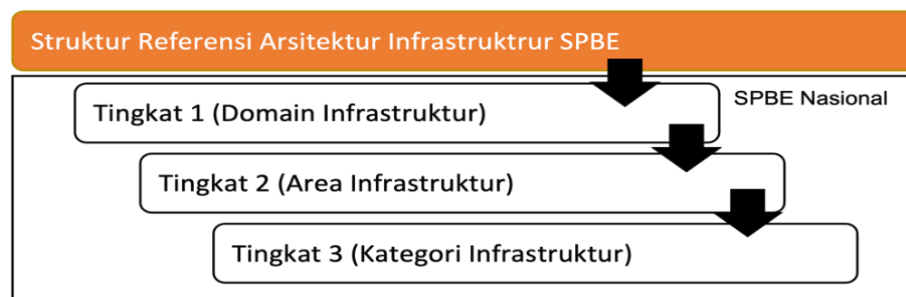 Struktur Referensi Arsitektur Infrastruktrur SPBE
SPBE Nasional
Tingkat 1 (Domain Infrastruktur)
Tingkat 2 (Area Infrastruktur)
Tingkat 3 (Kategori Infrastruktur)